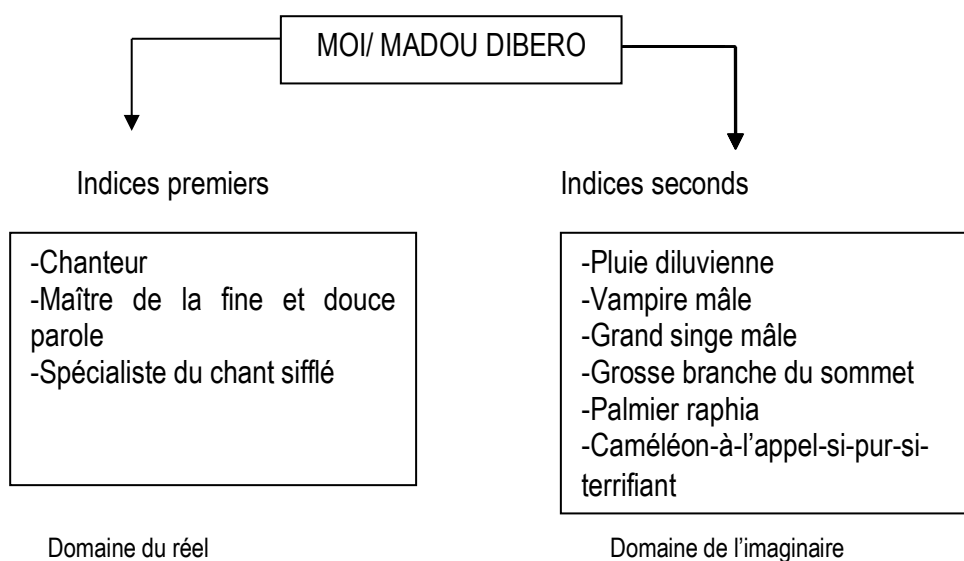 MOI/ MADOU DIBERO
Indices premiers
Indices seconds
-Chanteur
-Maître de la fine et douce
parole
-Spécialiste du chant sifflé
-Pluie diluvienne
-Vampire mâle
-Grand singe mâle
-Grosse branche du sommet
-Palmier raphia
-Caméléon-à-l’appel-si-pur-si-
terrifiant
Domaine du réel
Domaine de l’imaginaire